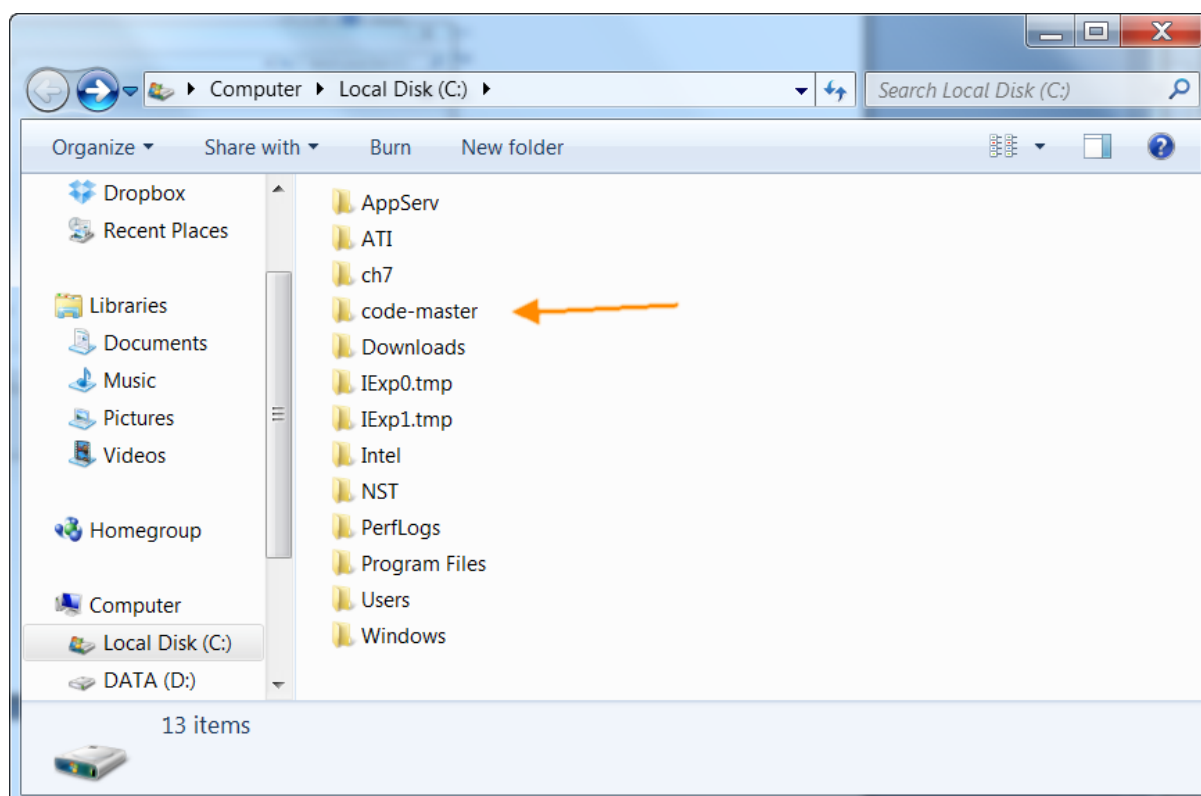 Computer Local Disk (C:)
Search Local Disk (C:)
Organize Share with Burn New folder
Dropbox
Recent Places
Libraries
Documents
Music
Pictures
Videos
Homegroup
Computer
Local Disk (C:)
DATA (D:)
AppServ
ATI
ch7
code-master
Downloads
IExp0.tmp
IExp1.tmp
Intel
NST
PerfLogs
Program Files
Users
Windows
13 items